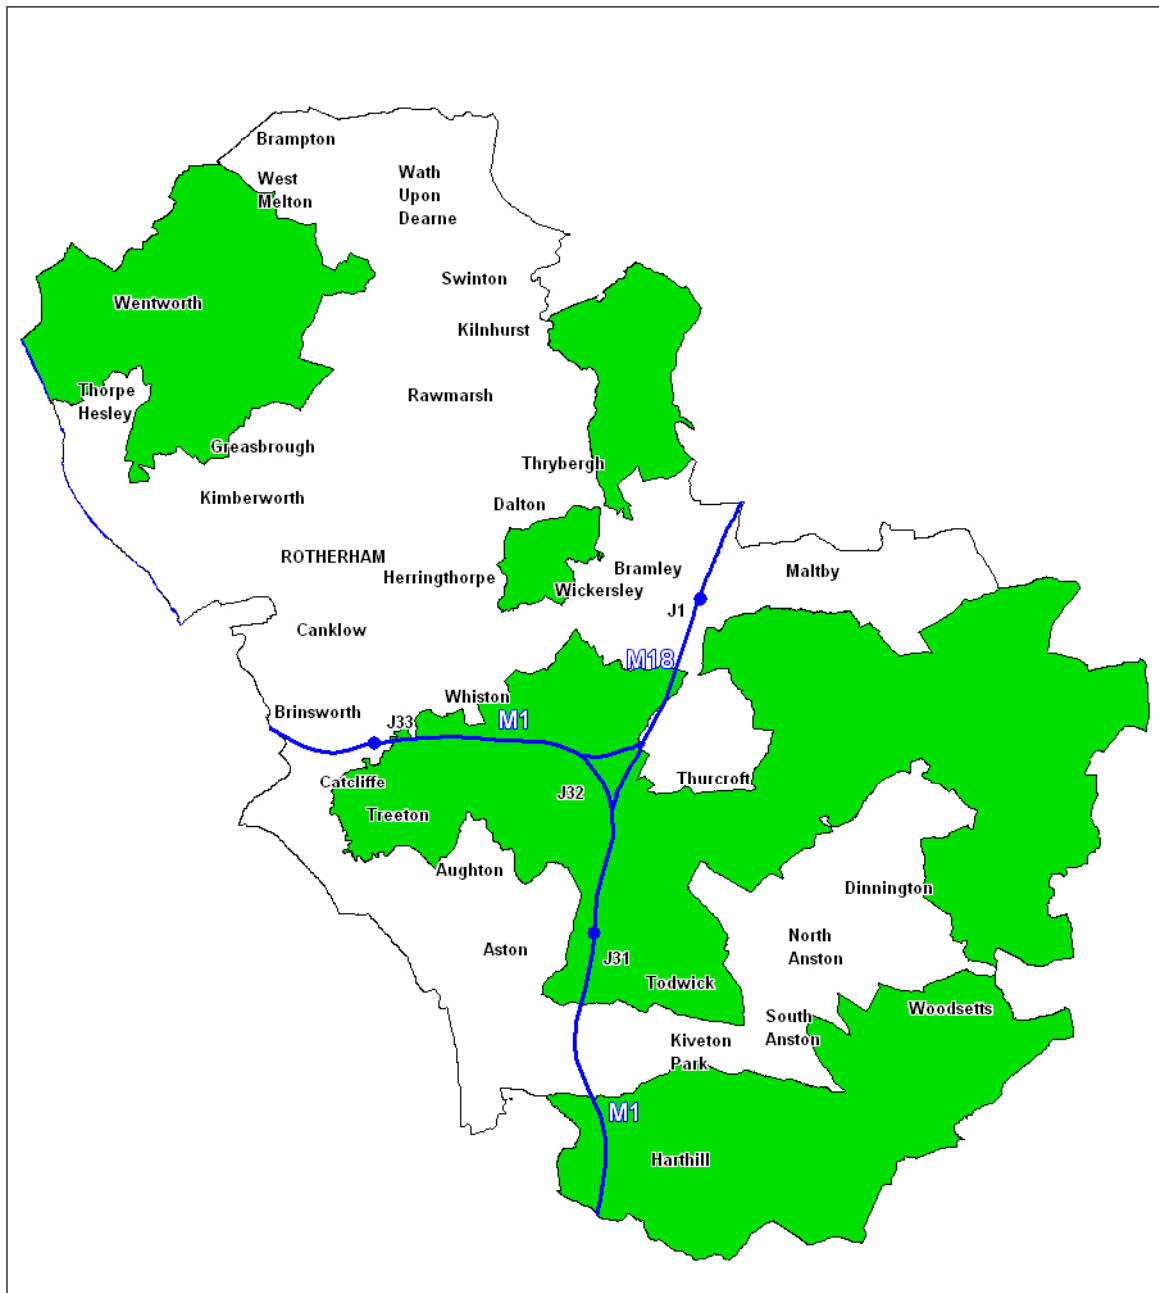 Brampton
West
Melton
Wath
Upon
Dearne
Swinton
Wentworth
Kilnhurst
Thorpe
Hesley
Rawmarsh
Greasbrough
Thrybergh
Kimberworth
Dalton
ROTHERHAM
Herringthorpe
Bramley
Wickersley
Maltby
J1
Canklow
M18
Whiston
Brinsworth
J33
M1
Catcliffe
Thurcroft
J32
Treeton
Aughton
Dinnington
North
Anston
Aston
J31
Todwick
Woodsetts
South
Anston
Kiveton
Park
M1
Harthill